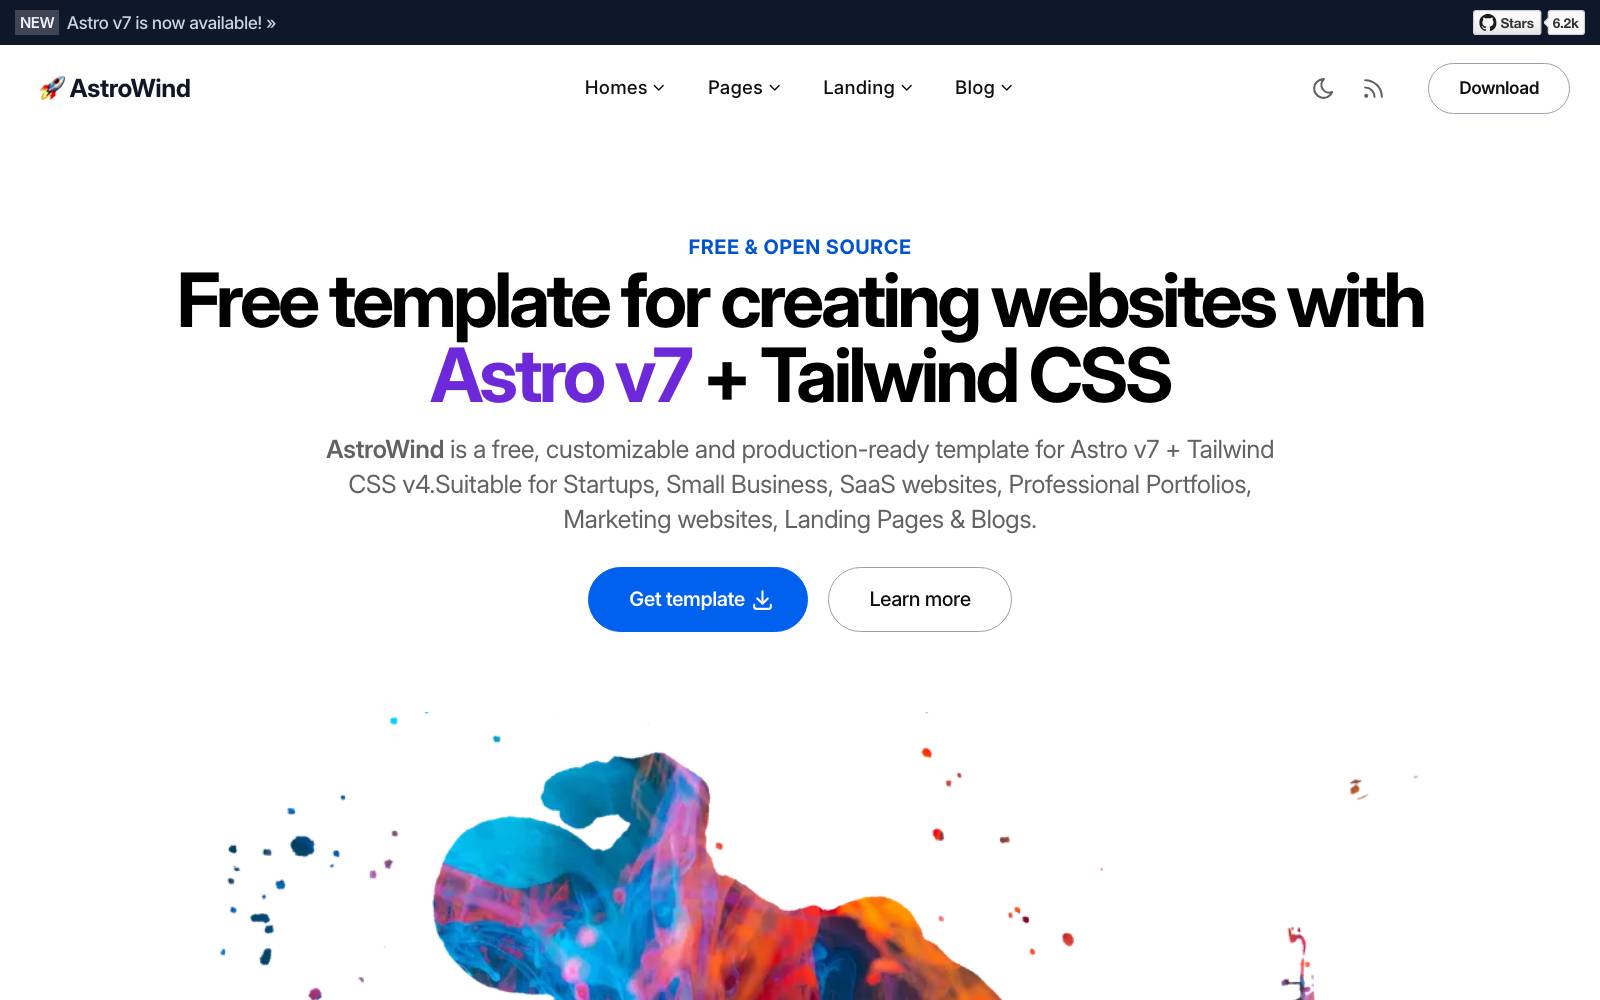 NEW Astro v7 is now available! »
Stars 6.2k
AstroWind
Homes Pages Landing Blog
Download
FREE & OPEN SOURCE
Free template for creating websites with
Astro v7 + Tailwind CSS
AstroWind is a free, customizable and production-ready template for Astro v7 + Tailwind
CSS v4.Suitable for Startups, Small Business, SaaS websites, Professional Portfolios,
Marketing websites, Landing Pages & Blogs.
Get template
Learn more